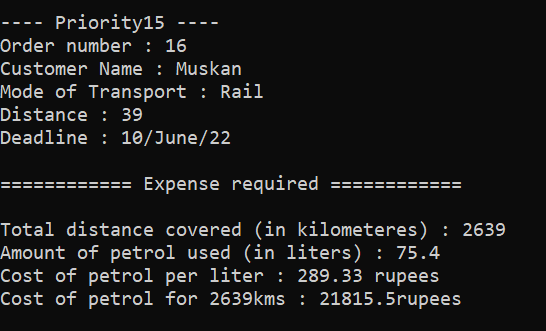 ---- Priority15 ----
Order number : 16
Customer Name : Muskan
Mode of Transport : Rail
Distance : 39
Deadline : 10/June/22
============ Expense required ============
Total distance covered (in kilometeres) : 2639
Amount of petrol used (in liters) : 75.4
Cost of petrol per liter : 289.33 rupees
Cost of petrol for 2639kms : 21815.5rupees